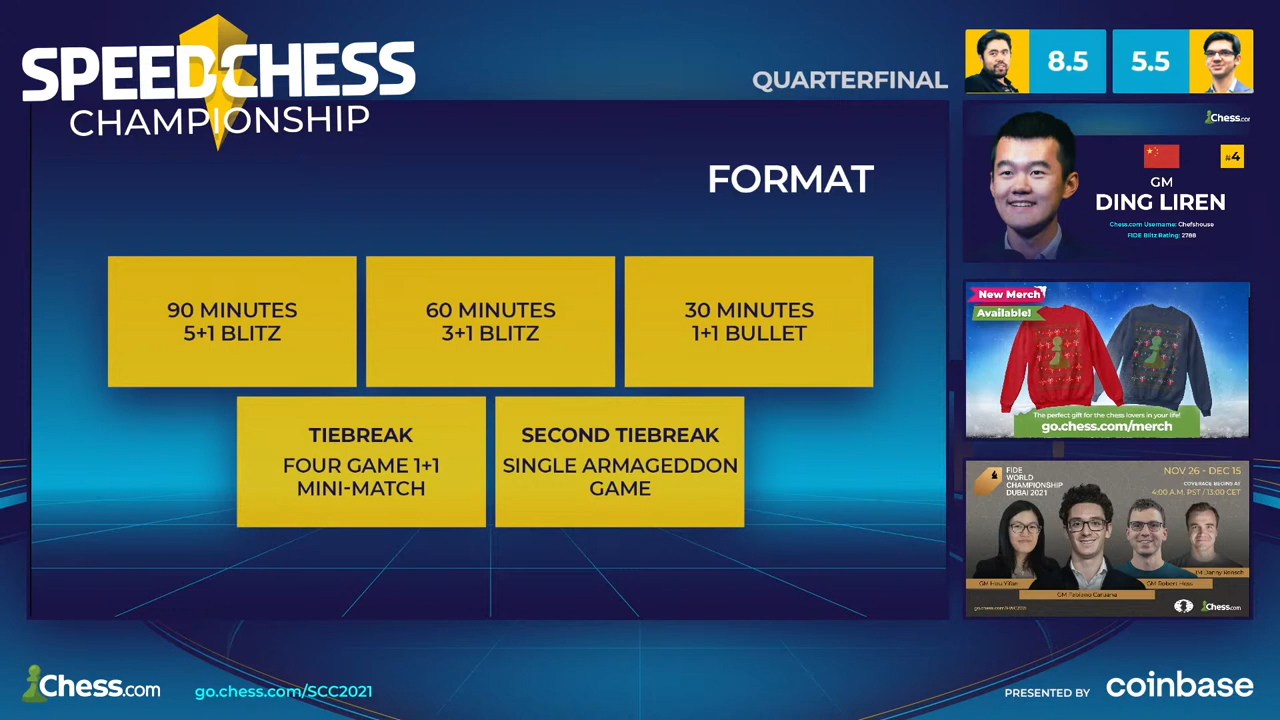 SPEED CHESS
CHAMPIONSHIP
QUARTERFINAL
8.5
5.5
FORMAT
90 MINUTES
5+1 BLITZ
60 MINUTES
3+1 BLITZ
30 MINUTES
1+1 BULLET
TIEBREAK
FOUR GAME 1+1
MINI-MATCH
SECOND TIEBREAK
SINGLE ARMAGEDDON
GAME
Chess.com
#4
GM
DING LIREN
Chess.com Username: Chefshouse
FIDE Blitz Rating: 2788
New Merch
Available!
The perfect gift for the chess lovers in your life!
go.chess.com/merch
FIDE
WORLD
CHAMPIONSHIP
DUBAI 2021
NOV 26 - DEC 15
COVERAGE BEGINS AT
4:00 A.M. PST / 13:00 CET
IM Danny Rensch
GM Hou Yifan
GM Robert Hess
GM Fabiano Caruana
Chess.com
Chess.com
go.chess.com/SCC2021
PRESENTED BY
coinbase